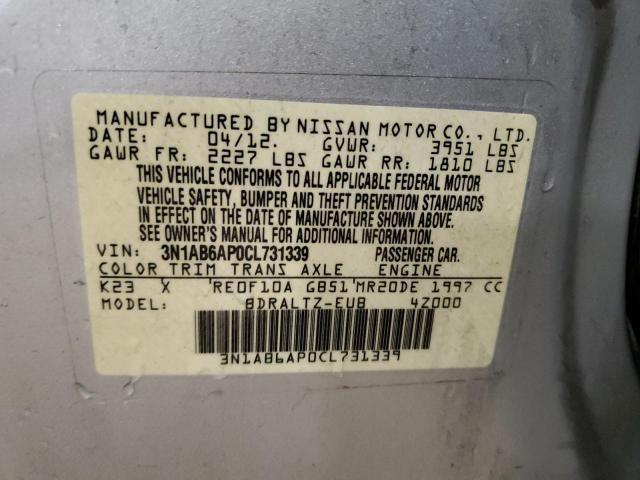 MANUFACTURED BY NISSAN MOTOR CO., LTD.
DATE: 04/12. GVWR: 3951 LBS
GAWR FR: 2227 LBS GAWR RR: 1810 LBS
THIS VEHICLE CONFORMS TO ALL APPLICABLE FEDERAL MOTOR
VEHICLE SAFETY, BUMPER AND THEFT PREVENTION STANDARDS
IN EFFECT ON THE DATE OF MANUFACTURE SHOWN ABOVE.
SEE OWNER'S MANUAL FOR ADDITIONAL INFORMATION.
VIN: 3N1AB6AP0CL731339 PASSENGER CAR.
COLOR TRIM TRANS AXLE ENGINE
K23 X 'RE0F10A GB51'MR20DE 1997 CC
MODEL: BDRALTZ-EUB 4Z000
3N1AB6AP0CL731339